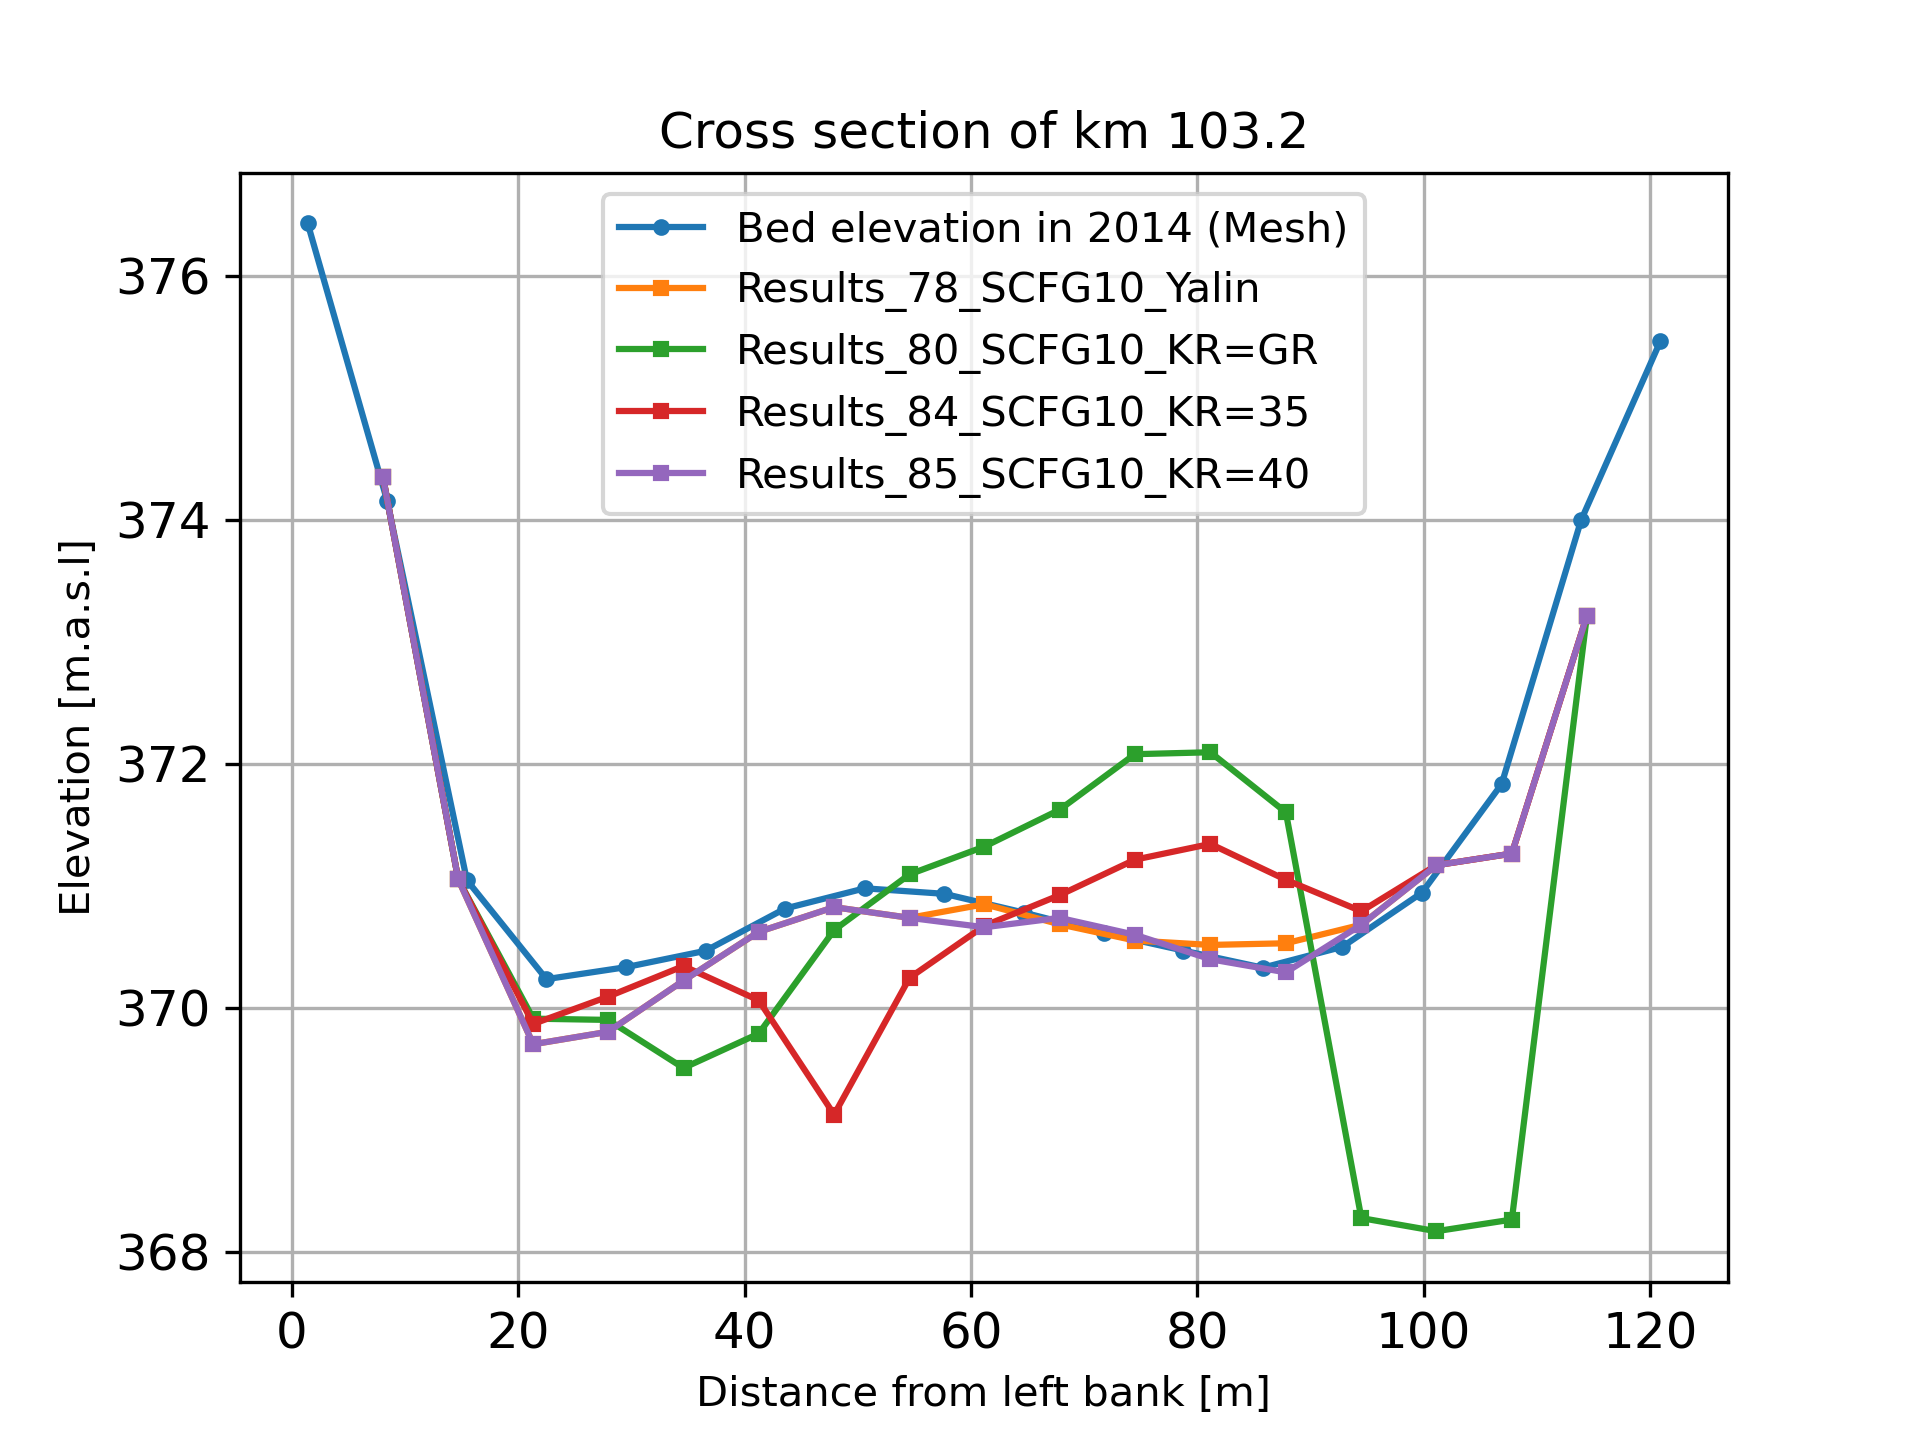 Cross section of km 103.2
Bed elevation in 2014 (Mesh)
Results_78_SCFG10_Yalin
Results_80_SCFG10_KR=GR
Results_84_SCFG10_KR=35
Results_85_SCFG10_KR=40
376
374
372
370
368
Elevation [m.a.s.l]
0 20 40 60 80 100 120
Distance from left bank [m]